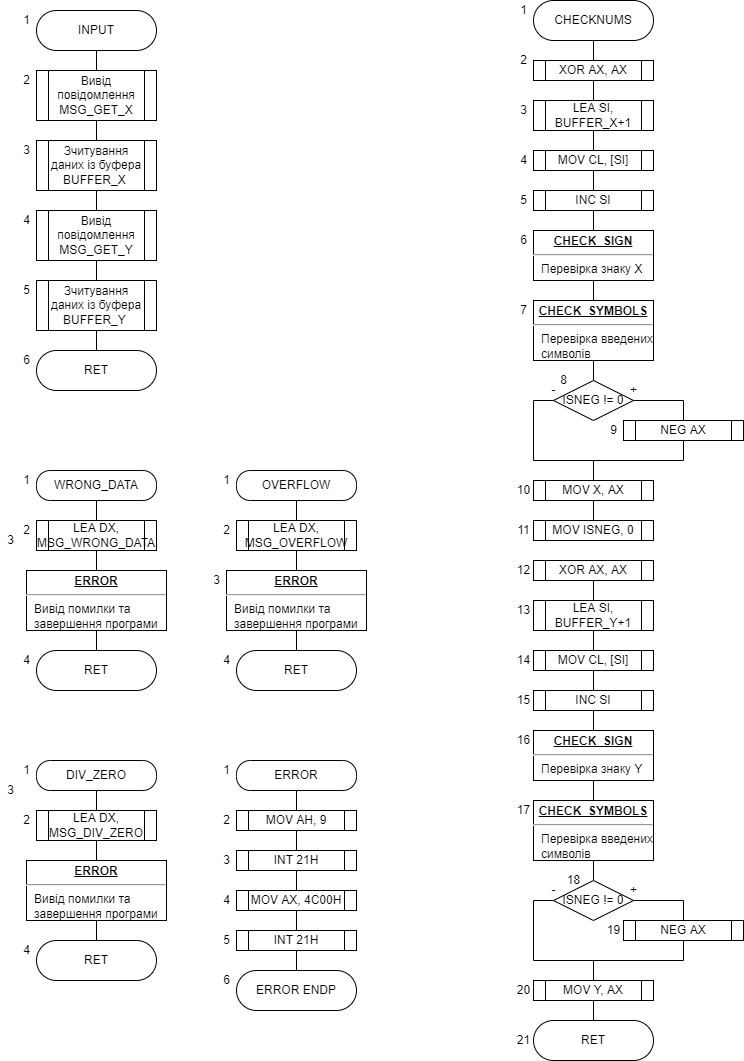 1
INPUT
2
Вивід
повідомлення
MSG_GET_X
3
Зчитування
даних із буфера
BUFFER_X
4
Вивід
повідомлення
MSG_GET_Y
5
Зчитування
даних із буфера
BUFFER_Y
6
RET
1
WRONG_DATA
2
LEA DX,
MSG_WRONG_DATA
3
ERROR
Вивід помилки та
завершення програми
4
RET
1
OVERFLOW
2
LEA DX,
MSG_OVERFLOW
3
ERROR
Вивід помилки та
завершення програми
4
RET
1
DIV_ZERO
3
2
LEA DX,
MSG_DIV_ZERO
ERROR
Вивід помилки та
завершення програми
4
RET
1
ERROR
2
MOV AH, 9
3
INT 21H
4
MOV AX, 4C00H
5
INT 21H
6
ERROR ENDP
1
CHECKNUMS
2
XOR AX, AX
3
LEA SI,
BUFFER_X+1
4
MOV CL, [SI]
5
INC SI
6
CHECK_SIGN
Перевірка знаку X
7
CHECK_SYMBOLS
Перевірка введених
символів
8
- ISNEG != 0 +
9
NEG AX
10
MOV X, AX
11
MOV ISNEG, 0
12
XOR AX, AX
13
LEA SI,
BUFFER_Y+1
14
MOV CL, [SI]
15
INC SI
16
CHECK_SIGN
Перевірка знаку Y
17
CHECK_SYMBOLS
Перевірка введених
символів
18
- ISNEG != 0 +
19
NEG AX
20
MOV Y, AX
21
RET